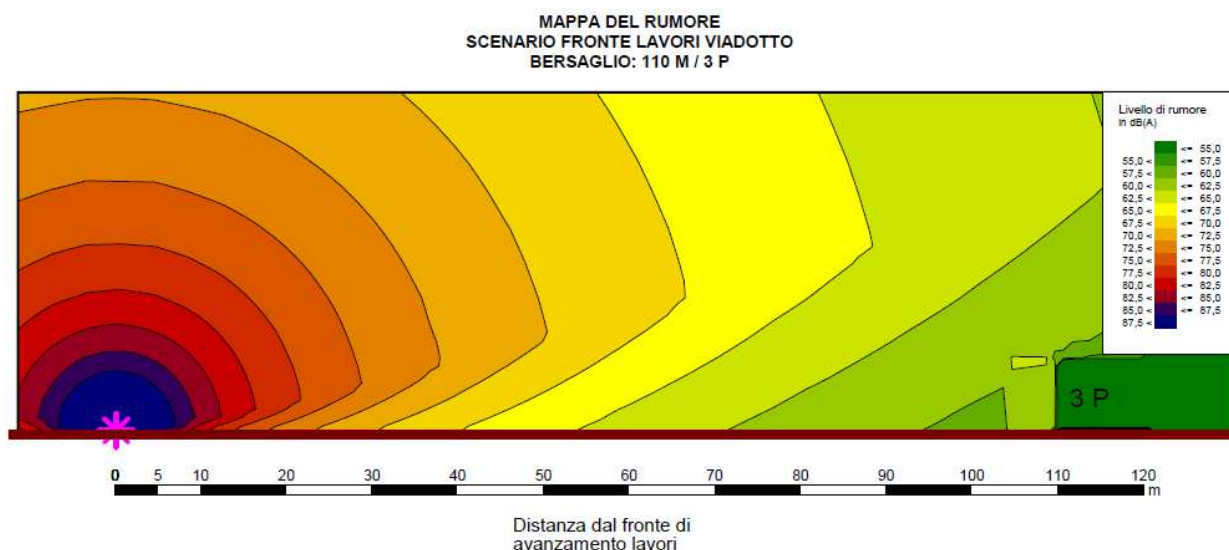 MAPPA DEL RUMORE
SCENARIO FRONTE LAVORI VIADOTTO
BERSAGLIO: 110 M / 3 P
Livello di rumore
in dB(A)
<= 55,0
55,0 < <= 57,5
57,5 < <= 60,0
60,0 < <= 62,5
62,5 < <= 65,0
65,0 < <= 67,5
67,5 < <= 70,0
70,0 < <= 72,5
72,5 < <= 75,0
75,0 < <= 77,5
77,5 < <= 80,0
80,0 < <= 82,5
82,5 < <= 85,0
85,0 < <= 87,5
87,5 <
3 P
0 5 10 20 30 40 50 60 70 80 90 100 110 120
m
Distanza dal fronte di
avanzamento lavori